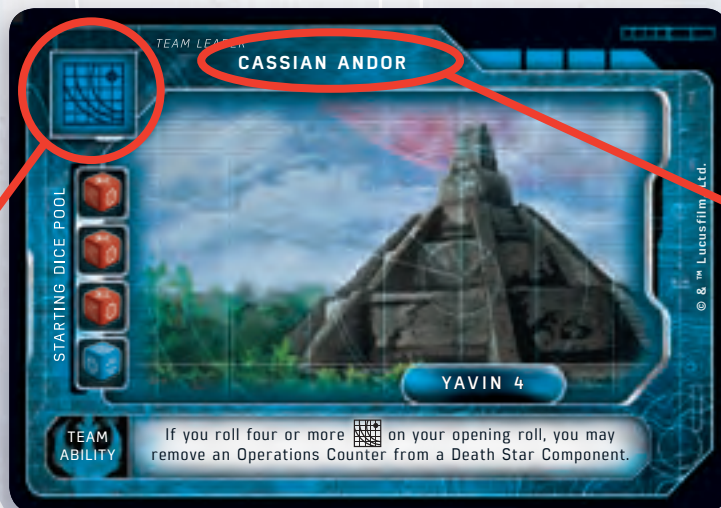 TEAM LEADER
CASSIAN ANDOR
STARTING DICE POOL
© & ™ Lucasfilm Ltd.
YAVIN 4
TEAM
ABILITY
If you roll four or more on your opening roll, you may
remove an Operations Counter from a Death Star Component.